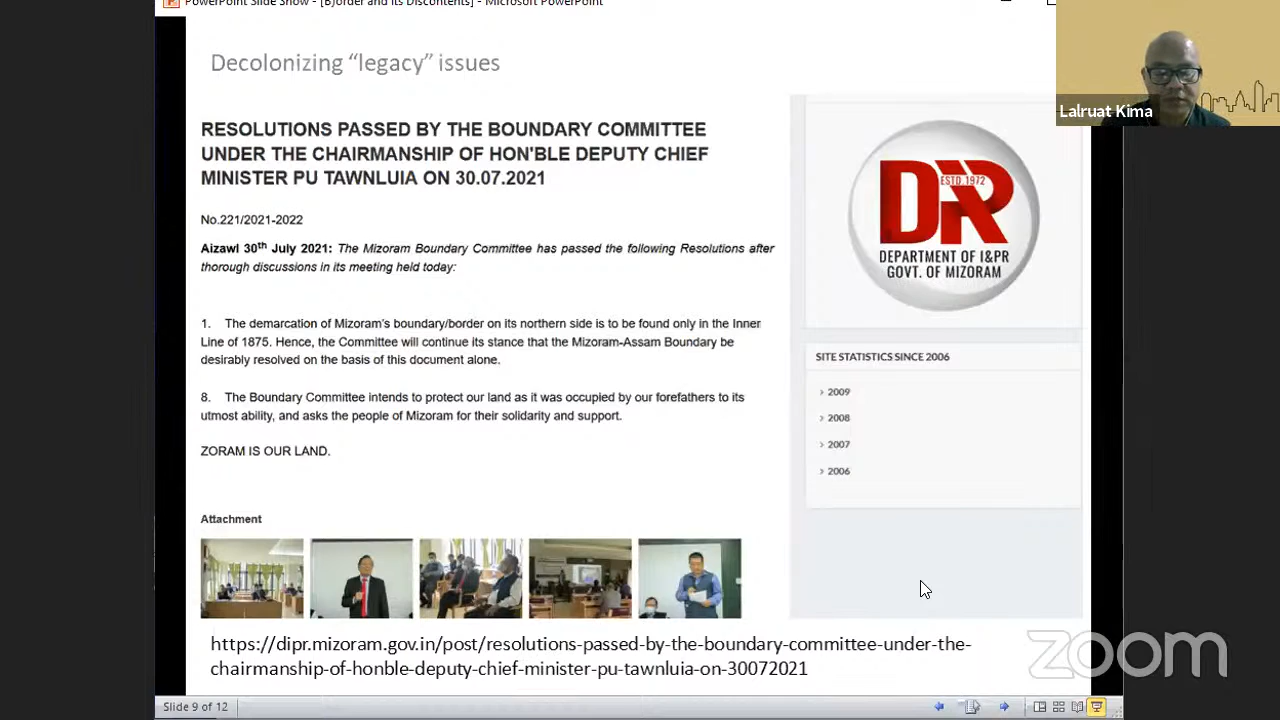 PowerPoint Slide Show - [B]order and its Discontents] - Microsoft PowerPoint
Decolonizing “legacy” issues
Lalruat Kima
RESOLUTIONS PASSED BY THE BOUNDARY COMMITTEE
UNDER THE CHAIRMANSHIP OF HON'BLE DEPUTY CHIEF
MINISTER PU TAWNLUIA ON 30.07.2021
No.221/2021-2022
Aizawl 30th July 2021: The Mizoram Boundary Committee has passed the following Resolutions after
thorough discussions in its meeting held today:
1. The demarcation of Mizoram's boundary/border on its northern side is to be found only in the Inner
Line of 1875. Hence, the Committee will continue its stance that the Mizoram-Assam Boundary be
desirably resolved on the basis of this document alone.
8. The Boundary Committee intends to protect our land as it was occupied by our forefathers to its
utmost ability, and asks the people of Mizoram for their solidarity and support.
ZORAM IS OUR LAND.
Attachment
ESTD.1972
DEPARTMENT OF I&PR
GOVT. OF MIZORAM
SITE STATISTICS SINCE 2006
2009
2008
2007
2006
https://dipr.mizoram.gov.in/post/resolutions-passed-by-the-boundary-committee-under-the-
chairmanship-of-honble-deputy-chief-minister-pu-tawnluia-on-30072021
zoom
Slide 9 of 12